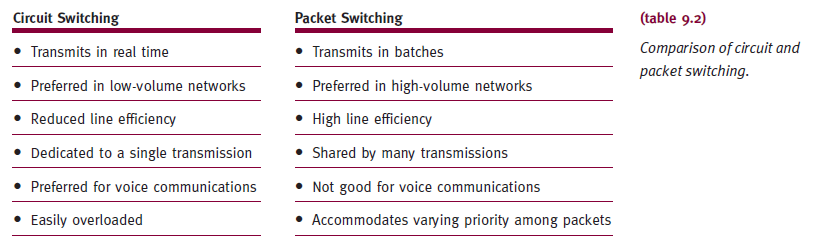 Circuit Switching
• Transmits in real time
• Preferred in low-volume networks
• Reduced line efficiency
• Dedicated to a single transmission
• Preferred for voice communications
• Easily overloaded
Packet Switching
• Transmits in batches
• Preferred in high-volume networks
• High line efficiency
• Shared by many transmissions
• Not good for voice communications
• Accommodates varying priority among packets
(table 9.2)
Comparison of circuit and
packet switching.